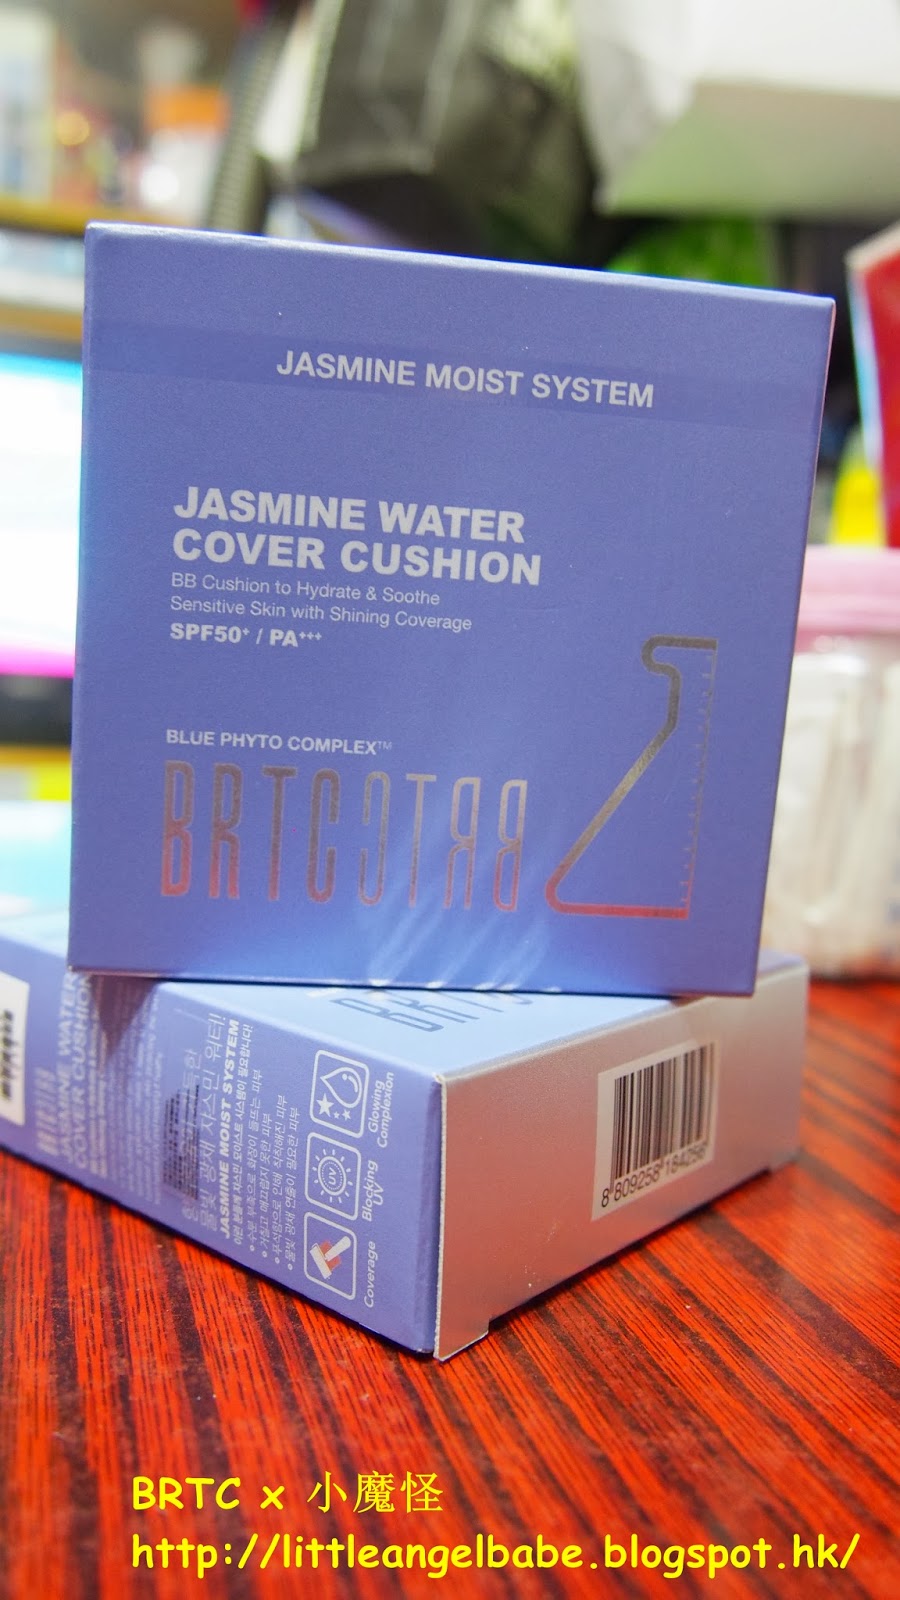 JASMINE MOIST SYSTEM
JASMINE WATER
COVER CUSHION
BB Cushion to Hydrate & Soothe
Sensitive Skin with Shining Coverage
SPF50+ / PA+++
BLUE PHYTO COMPLEX™
BRTC
BRTC
JASMINE WATER
COVER CUSHION
JASMINE MOIST SYSTEM
Glowing
Complexion
UV
Blocking
UV
Coverage
8 809258 184256
BRTC x 小魔怪
http://littleangelbabe.blogspot.hk/